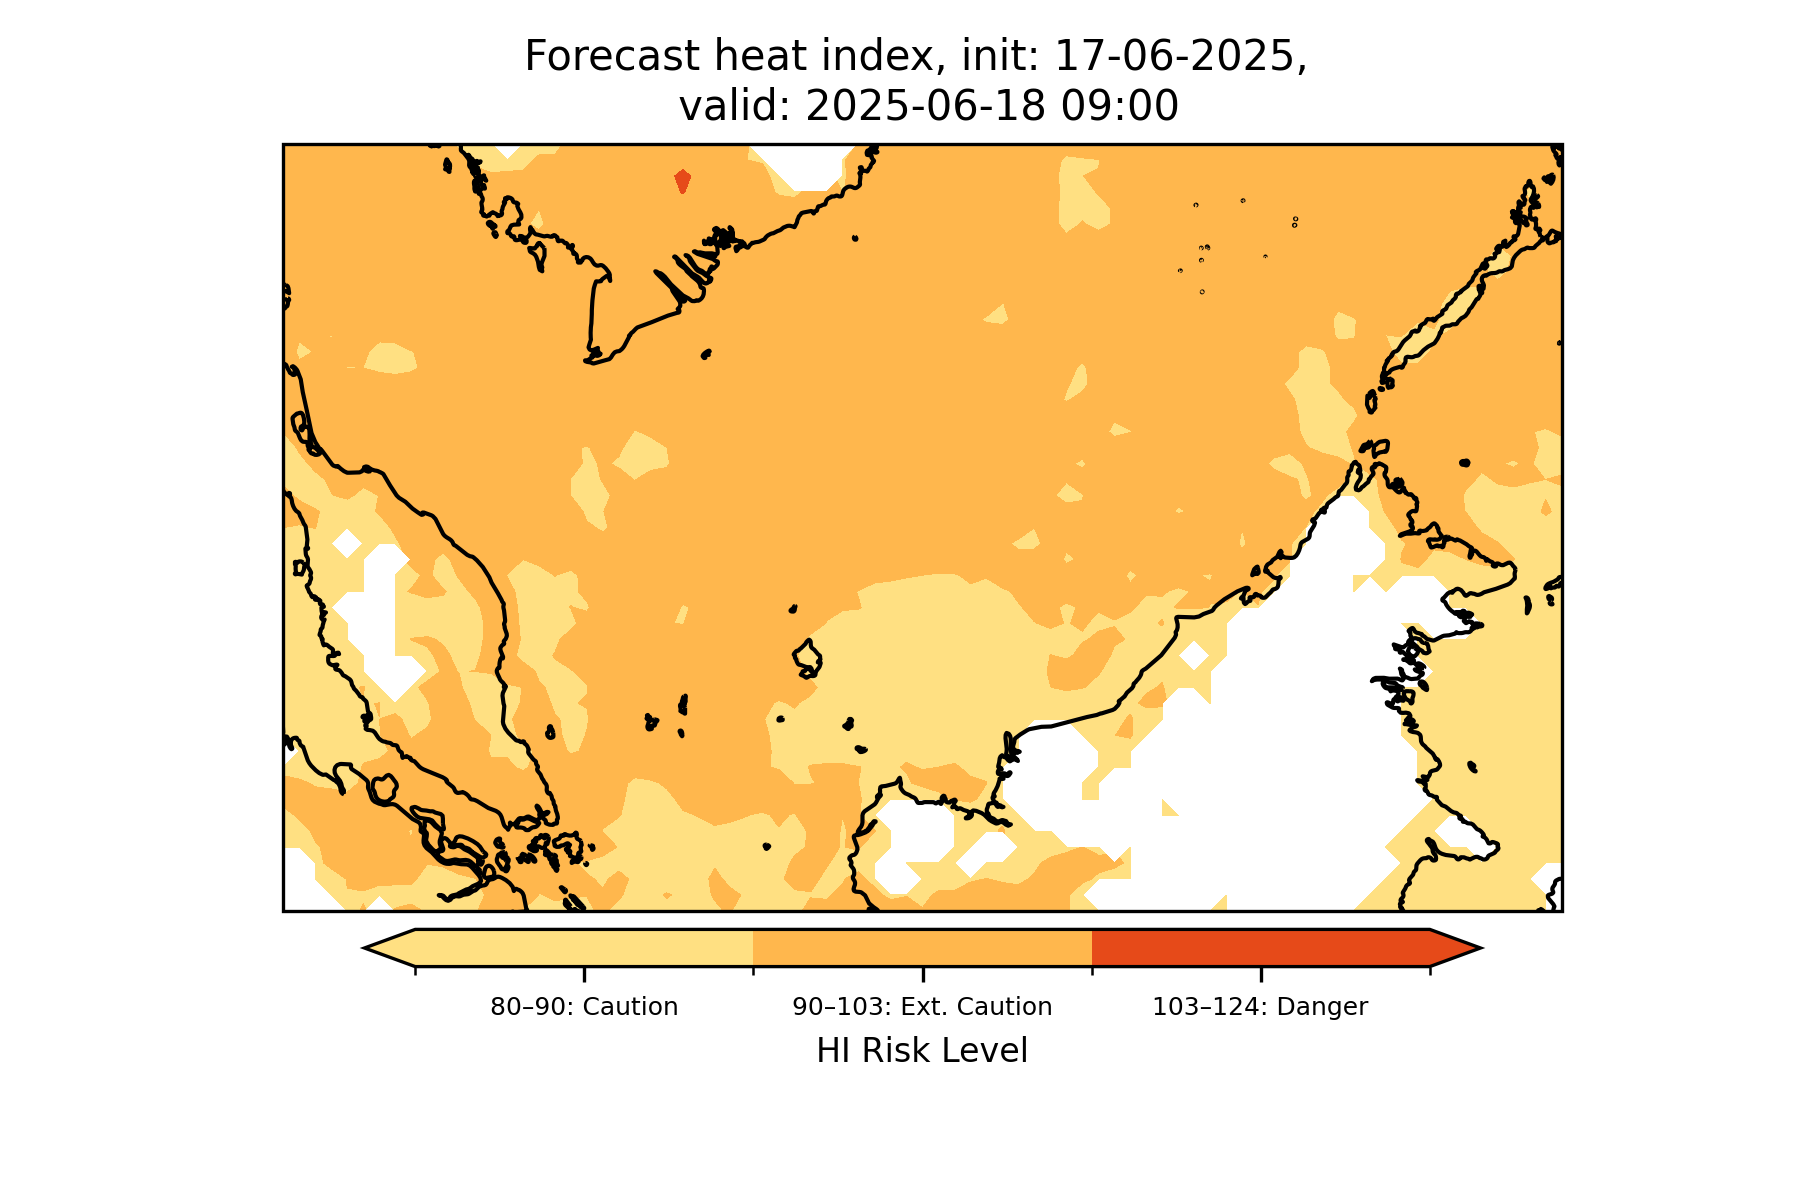 Forecast heat index, init: 17-06-2025,
valid: 2025-06-18 09:00
80–90: Caution
90–103: Ext. Caution
103–124: Danger
HI Risk Level